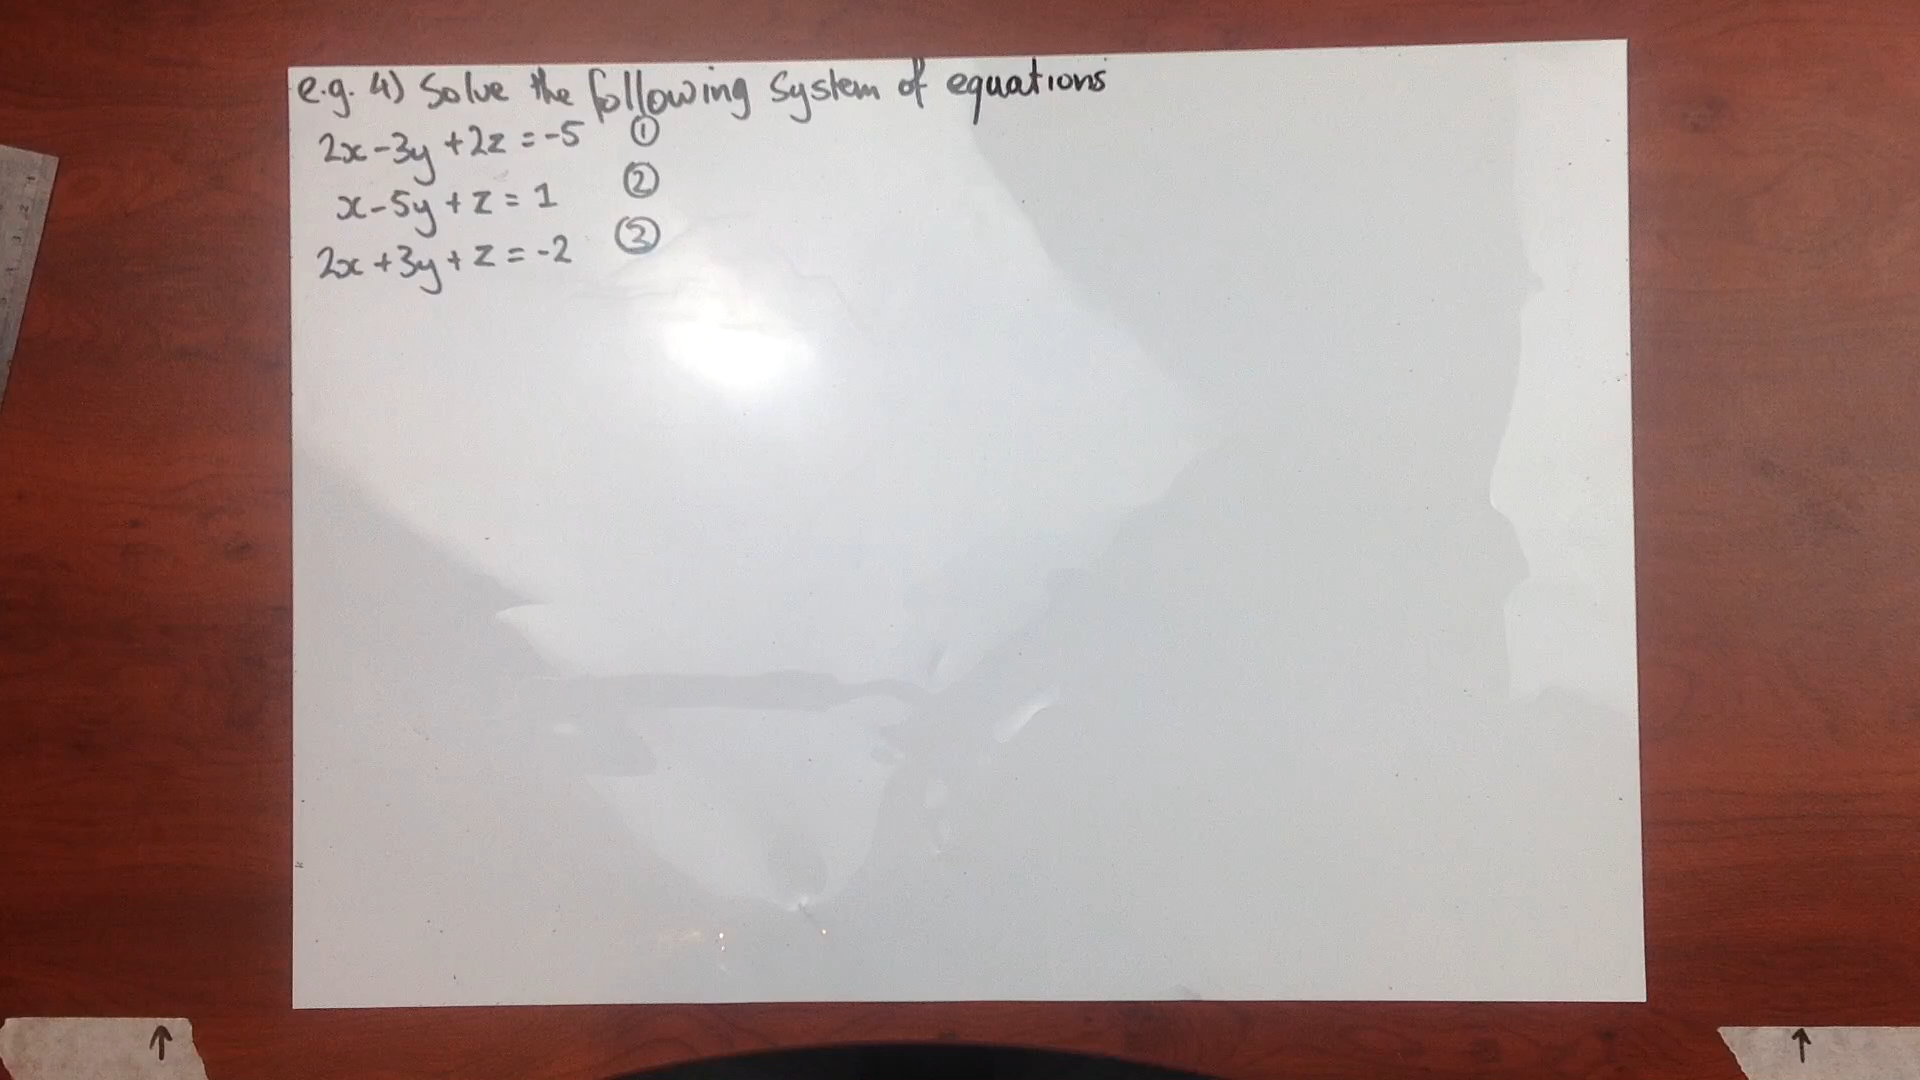 e.g. 4) Solve the following system of equations
2x - 3y + 2z = -5 ①
x - 5y + z = 1 ②
2x + 3y + z = -2 ③
↑ ↑